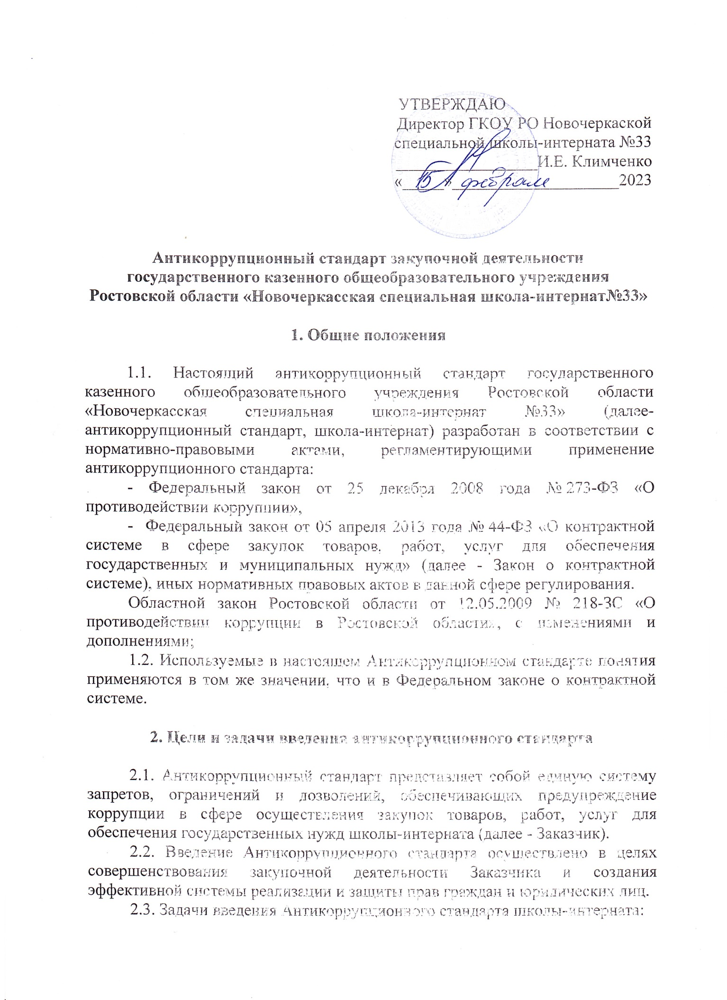 УТВЕРЖДАЮ
Директор ГКОУ РО Новочеркаской
специальной школы-интерната №33
__________________И.Е. Климченко
«_15_» февраля__________2023
Антикоррупционный стандарт закупочной деятельности
государственного казенного общеобразовательного учреждения
Ростовской области «Новочеркасская специальная школа-интернат№33»
1. Общие положения
1.1. Настоящий антикоррупционный стандарт государственного
казенного общеобразовательного учреждения Ростовской области
«Новочеркасская специальная школа-интернат №33» (далее-
антикоррупционный стандарт, школа-интернат) разработан в соответствии с
нормативно-правовыми актами, регламентирующими применение
антикоррупционного стандарта:
- Федеральный закон от 25 декабря 2008 года № 273-ФЗ «О
противодействии коррупции»,
- Федеральный закон от 05 апреля 2013 года № 44-ФЗ «О контрактной
системе в сфере закупок товаров, работ, услуг для обеспечения
государственных и муниципальных нужд» (далее - Закон о контрактной
системе), иных нормативных правовых актов в данной сфере регулирования.
Областной закон Ростовской области от 12.05.2009 № 218-ЗС «О
противодействии коррупции в Ростовской области», с изменениями и
дополнениями;
1.2. Используемые в настоящем Антикоррупционном стандарте понятия
применяются в том же значении, что и в Федеральном законе о контрактной
системе.
2. Цели и задачи введения антикоррупционного стандарта
2.1. Антикоррупционный стандарт представляет собой единую систему
запретов, ограничений и дозволений, обеспечивающих предупреждение
коррупции в сфере осуществления закупок товаров, работ, услуг для
обеспечения государственных нужд школы-интерната (далее - Заказчик).
2.2. Введение Антикоррупционного стандарта осуществлено в целях
совершенствования закупочной деятельности Заказчика и создания
эффективной системы реализации и защиты прав граждан и юридических лиц.
2.3. Задачи введения Антикоррупционного стандарта школы-интерната: